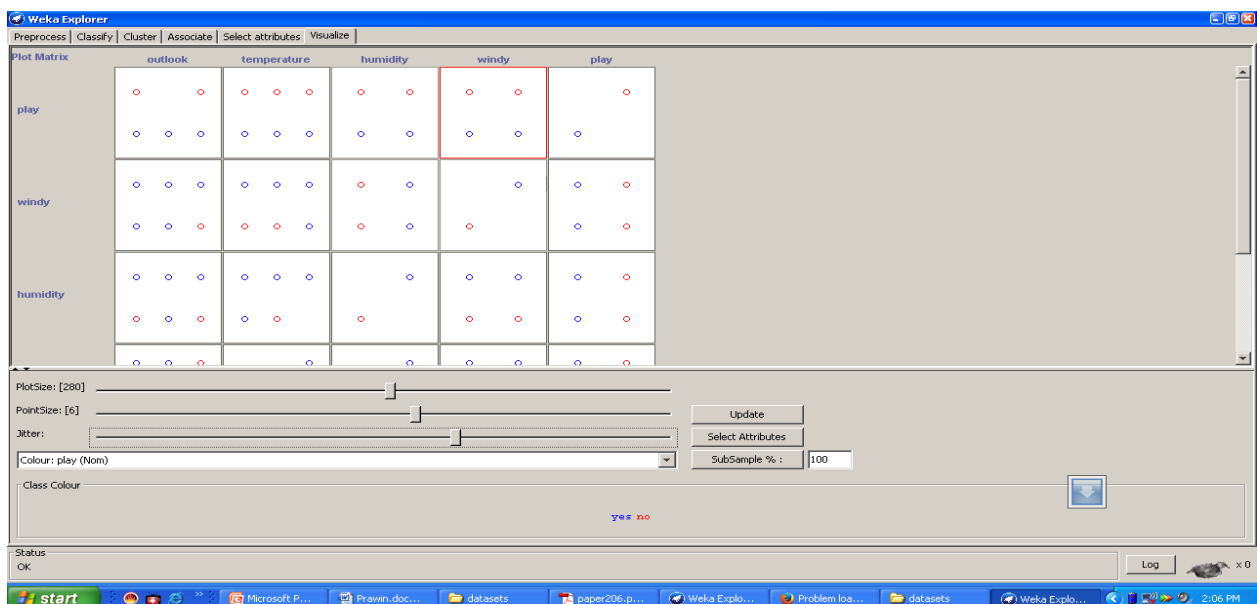 Weka Explorer
Preprocess Classify Cluster Associate Select attributes Visualize
Plot Matrix outlook temperature humidity windy play
play
windy
humidity
PlotSize: [280]
PointSize: [6]
Update
Jitter:
Select Attributes
Colour: play (Nom)
SubSample % : 100
Class Colour
yes no
Status
OK
Log x 0
start Microsoft P... Prawin.doc... datasets paper206.p... Weka Explo... Problem loa... datasets Weka Explo... 2:06 PM